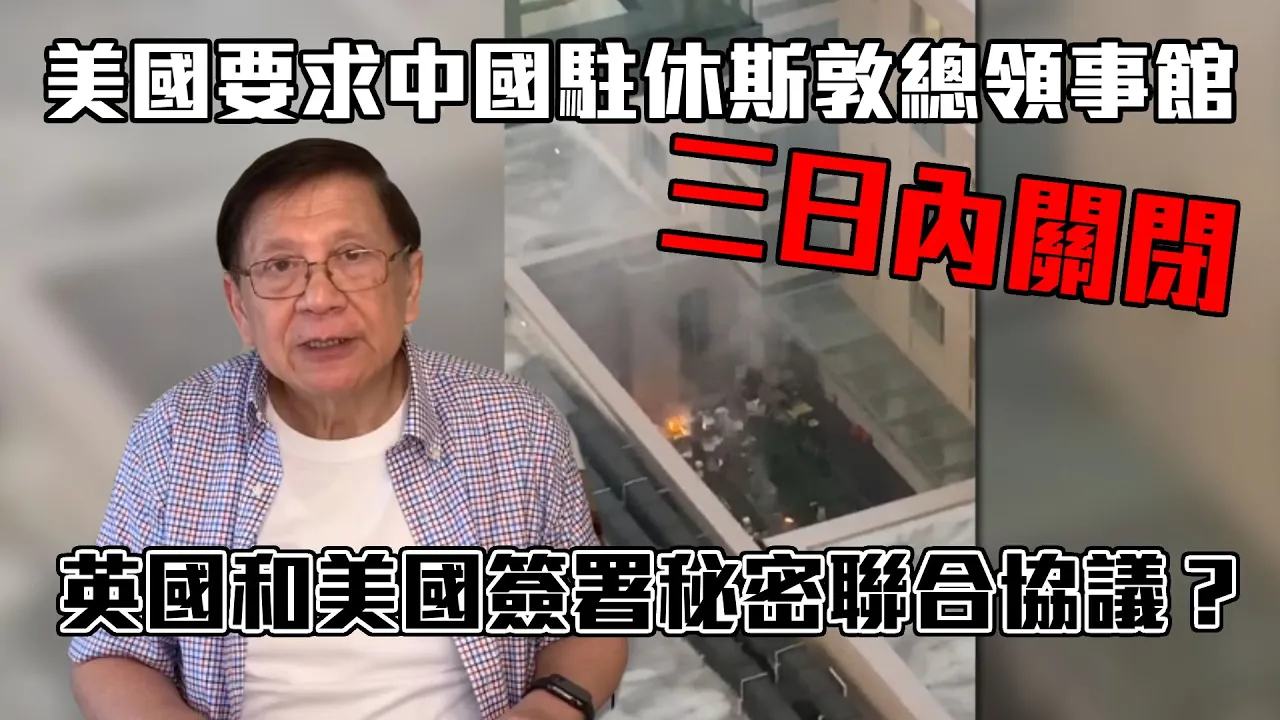 美國要求中國駐休斯敦總領事館
三日內關閉
英國和美國簽署秘密聯合協議？